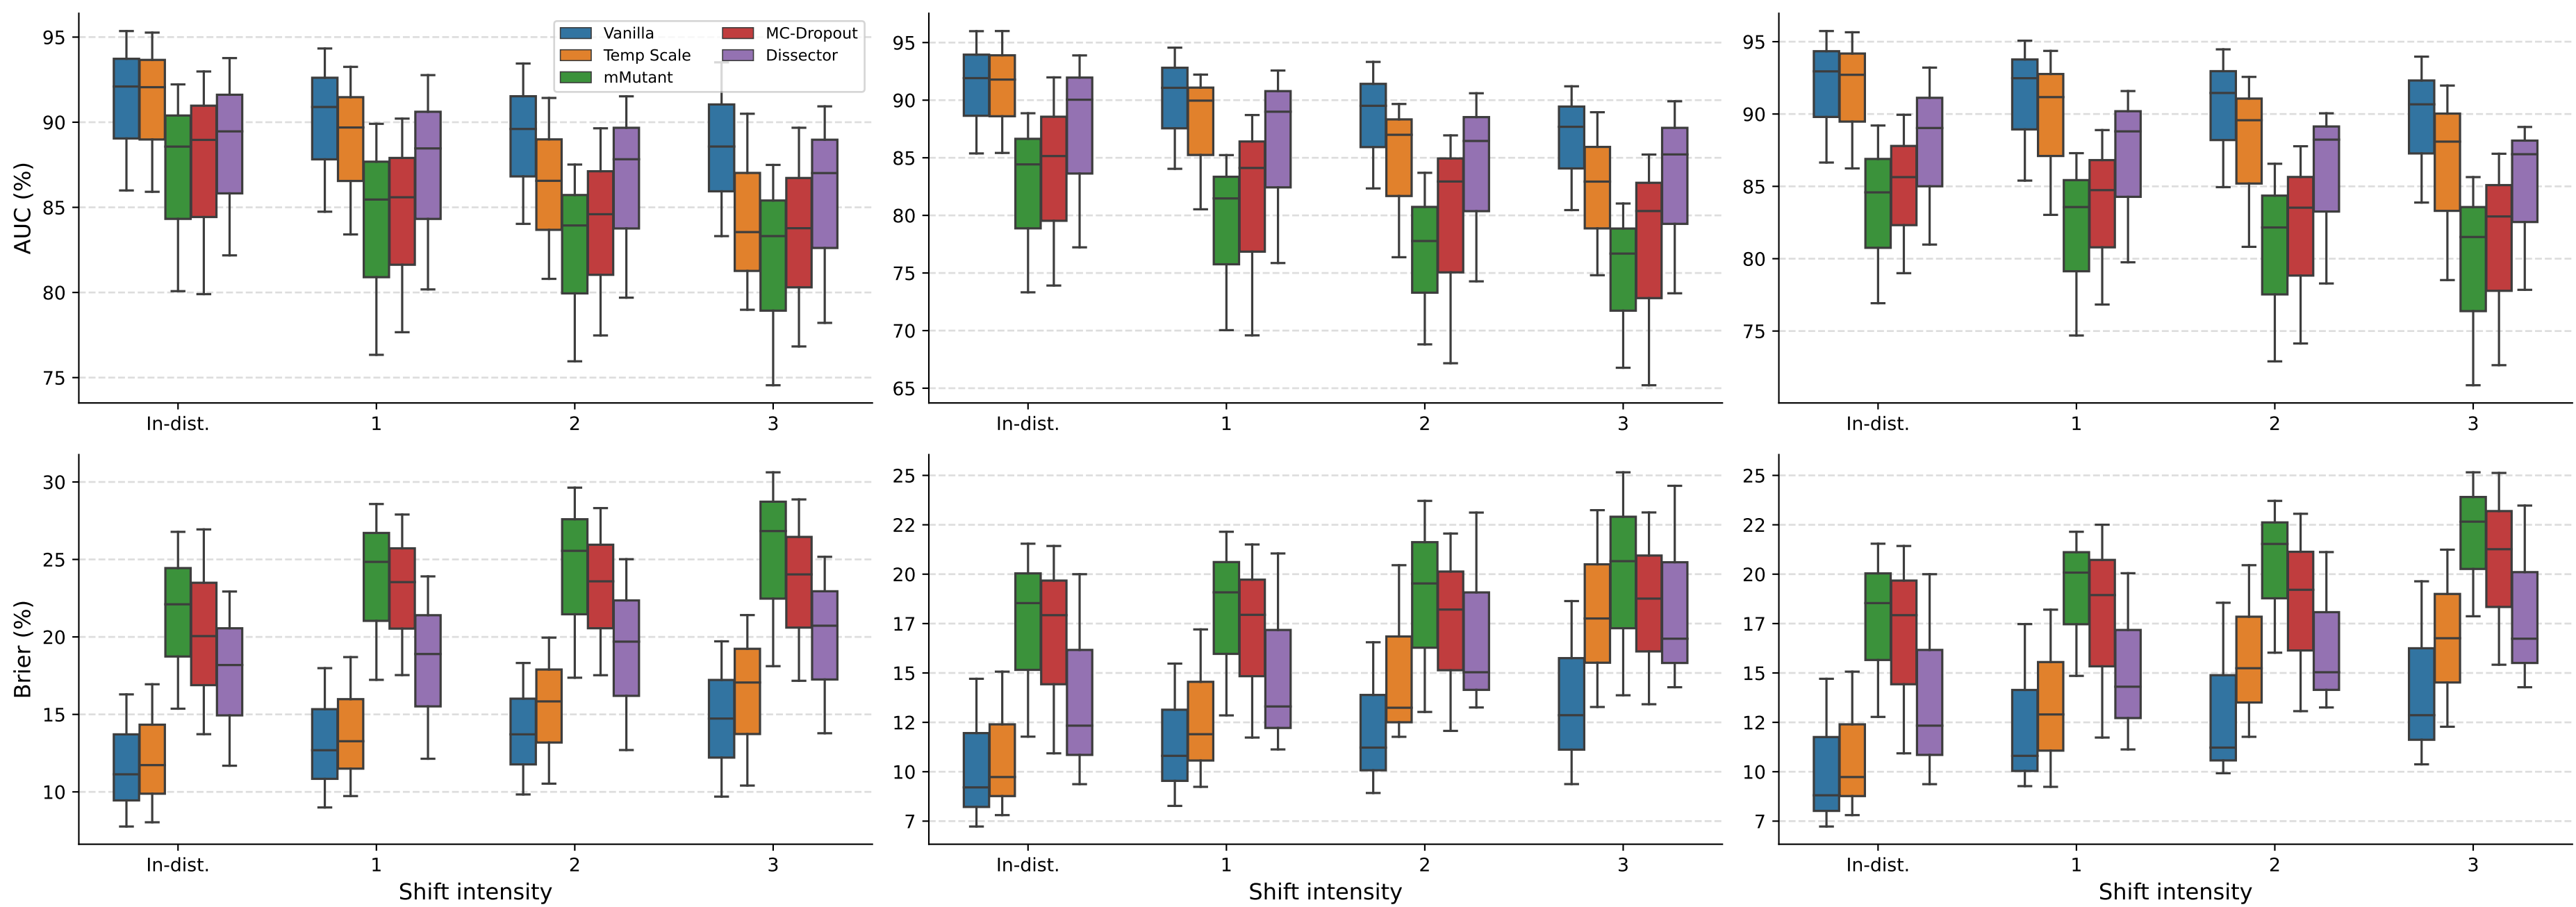 AUC (%)
95
90
85
80
75
Vanilla
Temp Scale
mMutant
MC-Dropout
Dissector
In-dist. 1 2 3
95
90
85
80
75
70
65
In-dist. 1 2 3
95
90
85
80
75
In-dist. 1 2 3
Brier (%)
30
25
20
15
10
In-dist. 1 2 3
Shift intensity
25
22
20
17
15
12
10
7
In-dist. 1 2 3
Shift intensity
25
22
20
17
15
12
10
7
In-dist. 1 2 3
Shift intensity